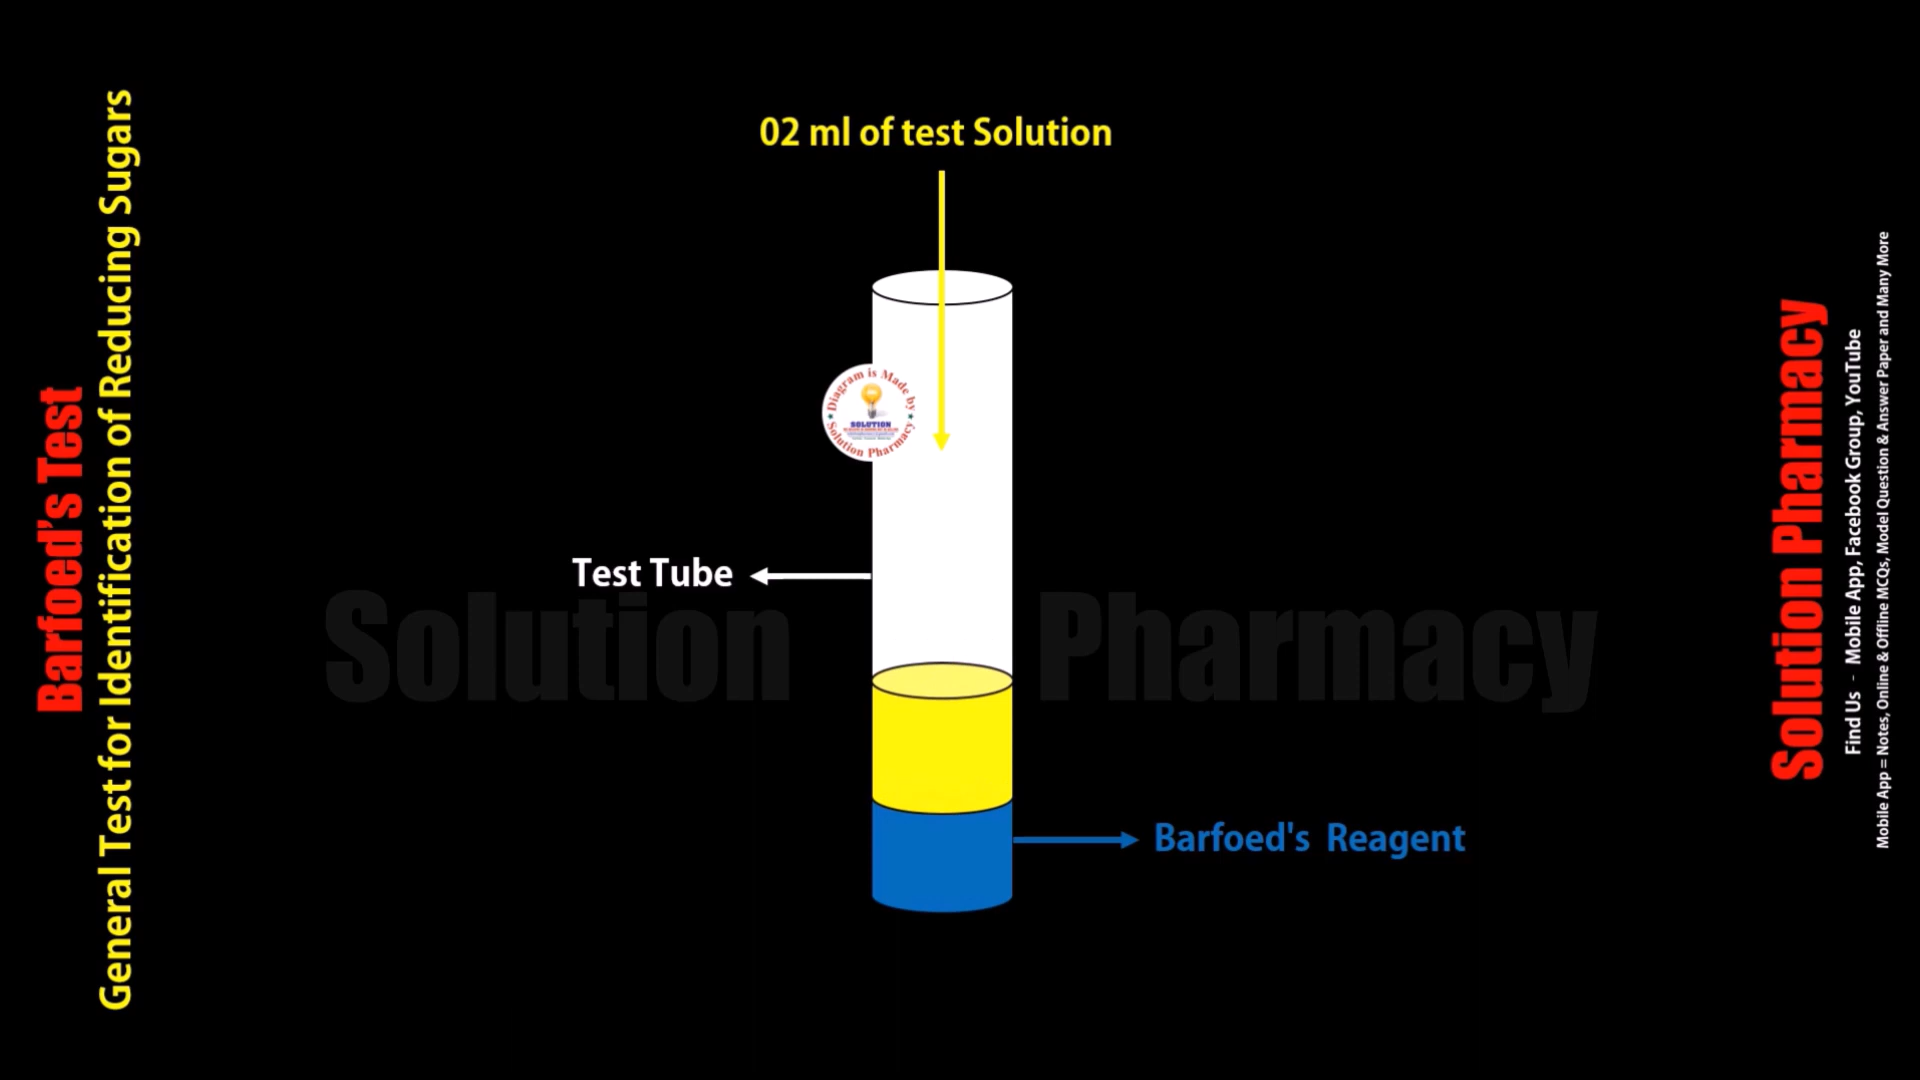 Barfoed's Test
General Test for Identification of Reducing Sugars
02 ml of test Solution
Diagram is Made by
SOLUTION
Solution Pharmacy
Test Tube
Solution Pharmacy
Barfoed's Reagent
Solution Pharmacy
Find Us - Mobile App, Facebook Group, YouTube
Mobile App = Notes, Online & Offline MCQs, Model Question & Answer Paper and Many More